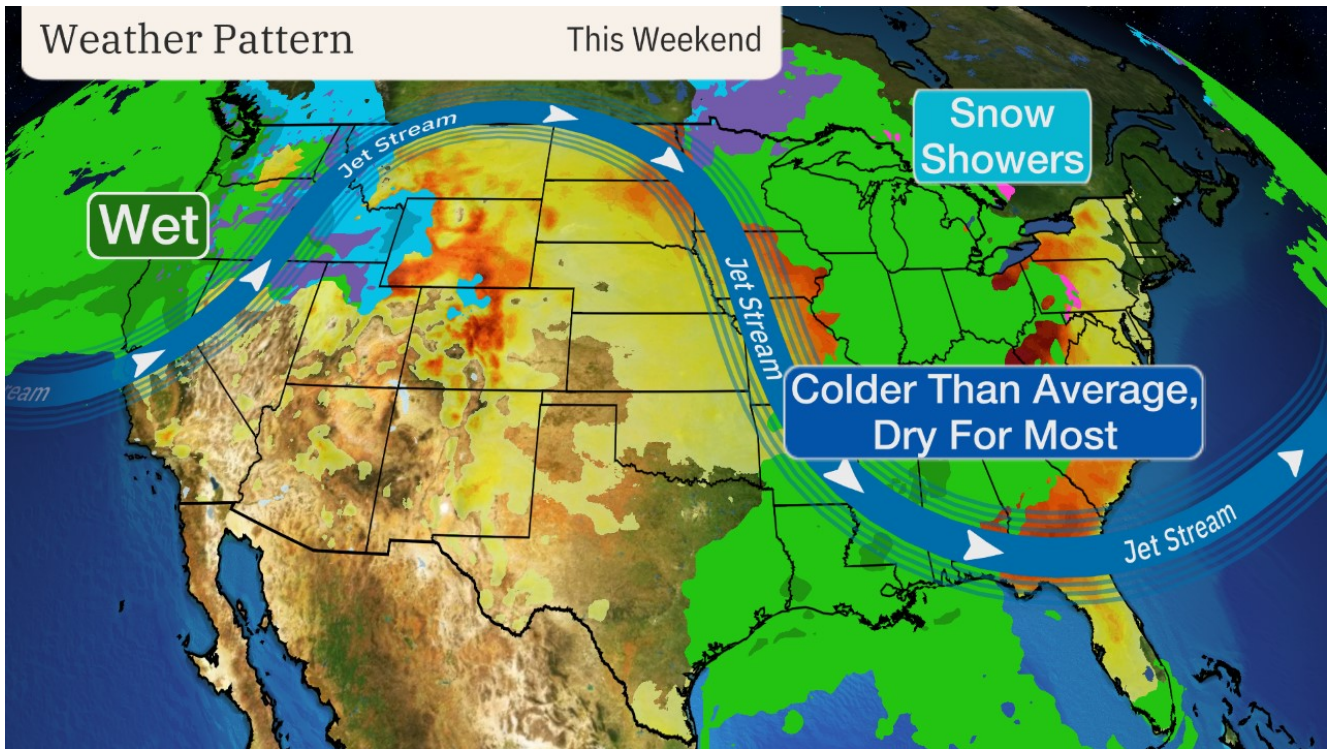 Weather Pattern
This Weekend
Snow
Showers
Jet Stream
Wet
Jet Stream
ream
Colder Than Average,
Dry For Most
Jet Stream